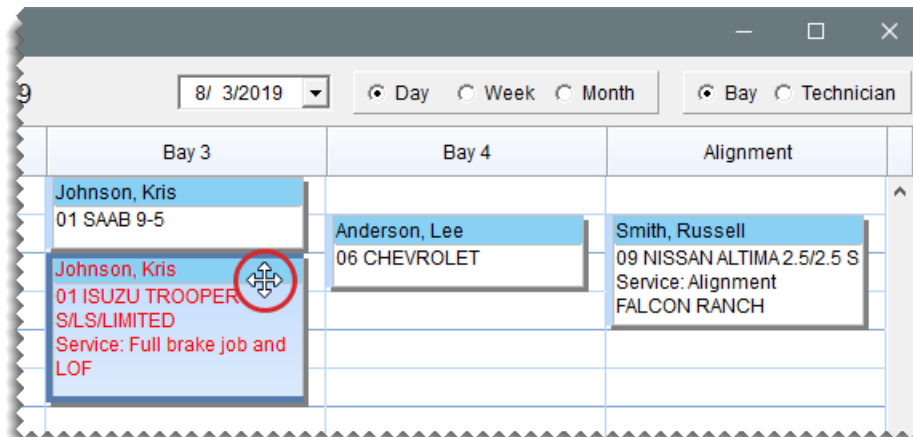 9
8/ 3/2019
Day
Week
Month
Bay
Technician
Bay 3
Bay 4
Alignment
Johnson, Kris
01 SAAB 9-5
Johnson, Kris
01 ISUZU TROOPER
S/LS/LIMITED
Service: Full brake job and
LOF
Anderson, Lee
06 CHEVROLET
Smith, Russell
09 NISSAN ALTIMA 2.5/2.5 S
Service: Alignment
FALCON RANCH